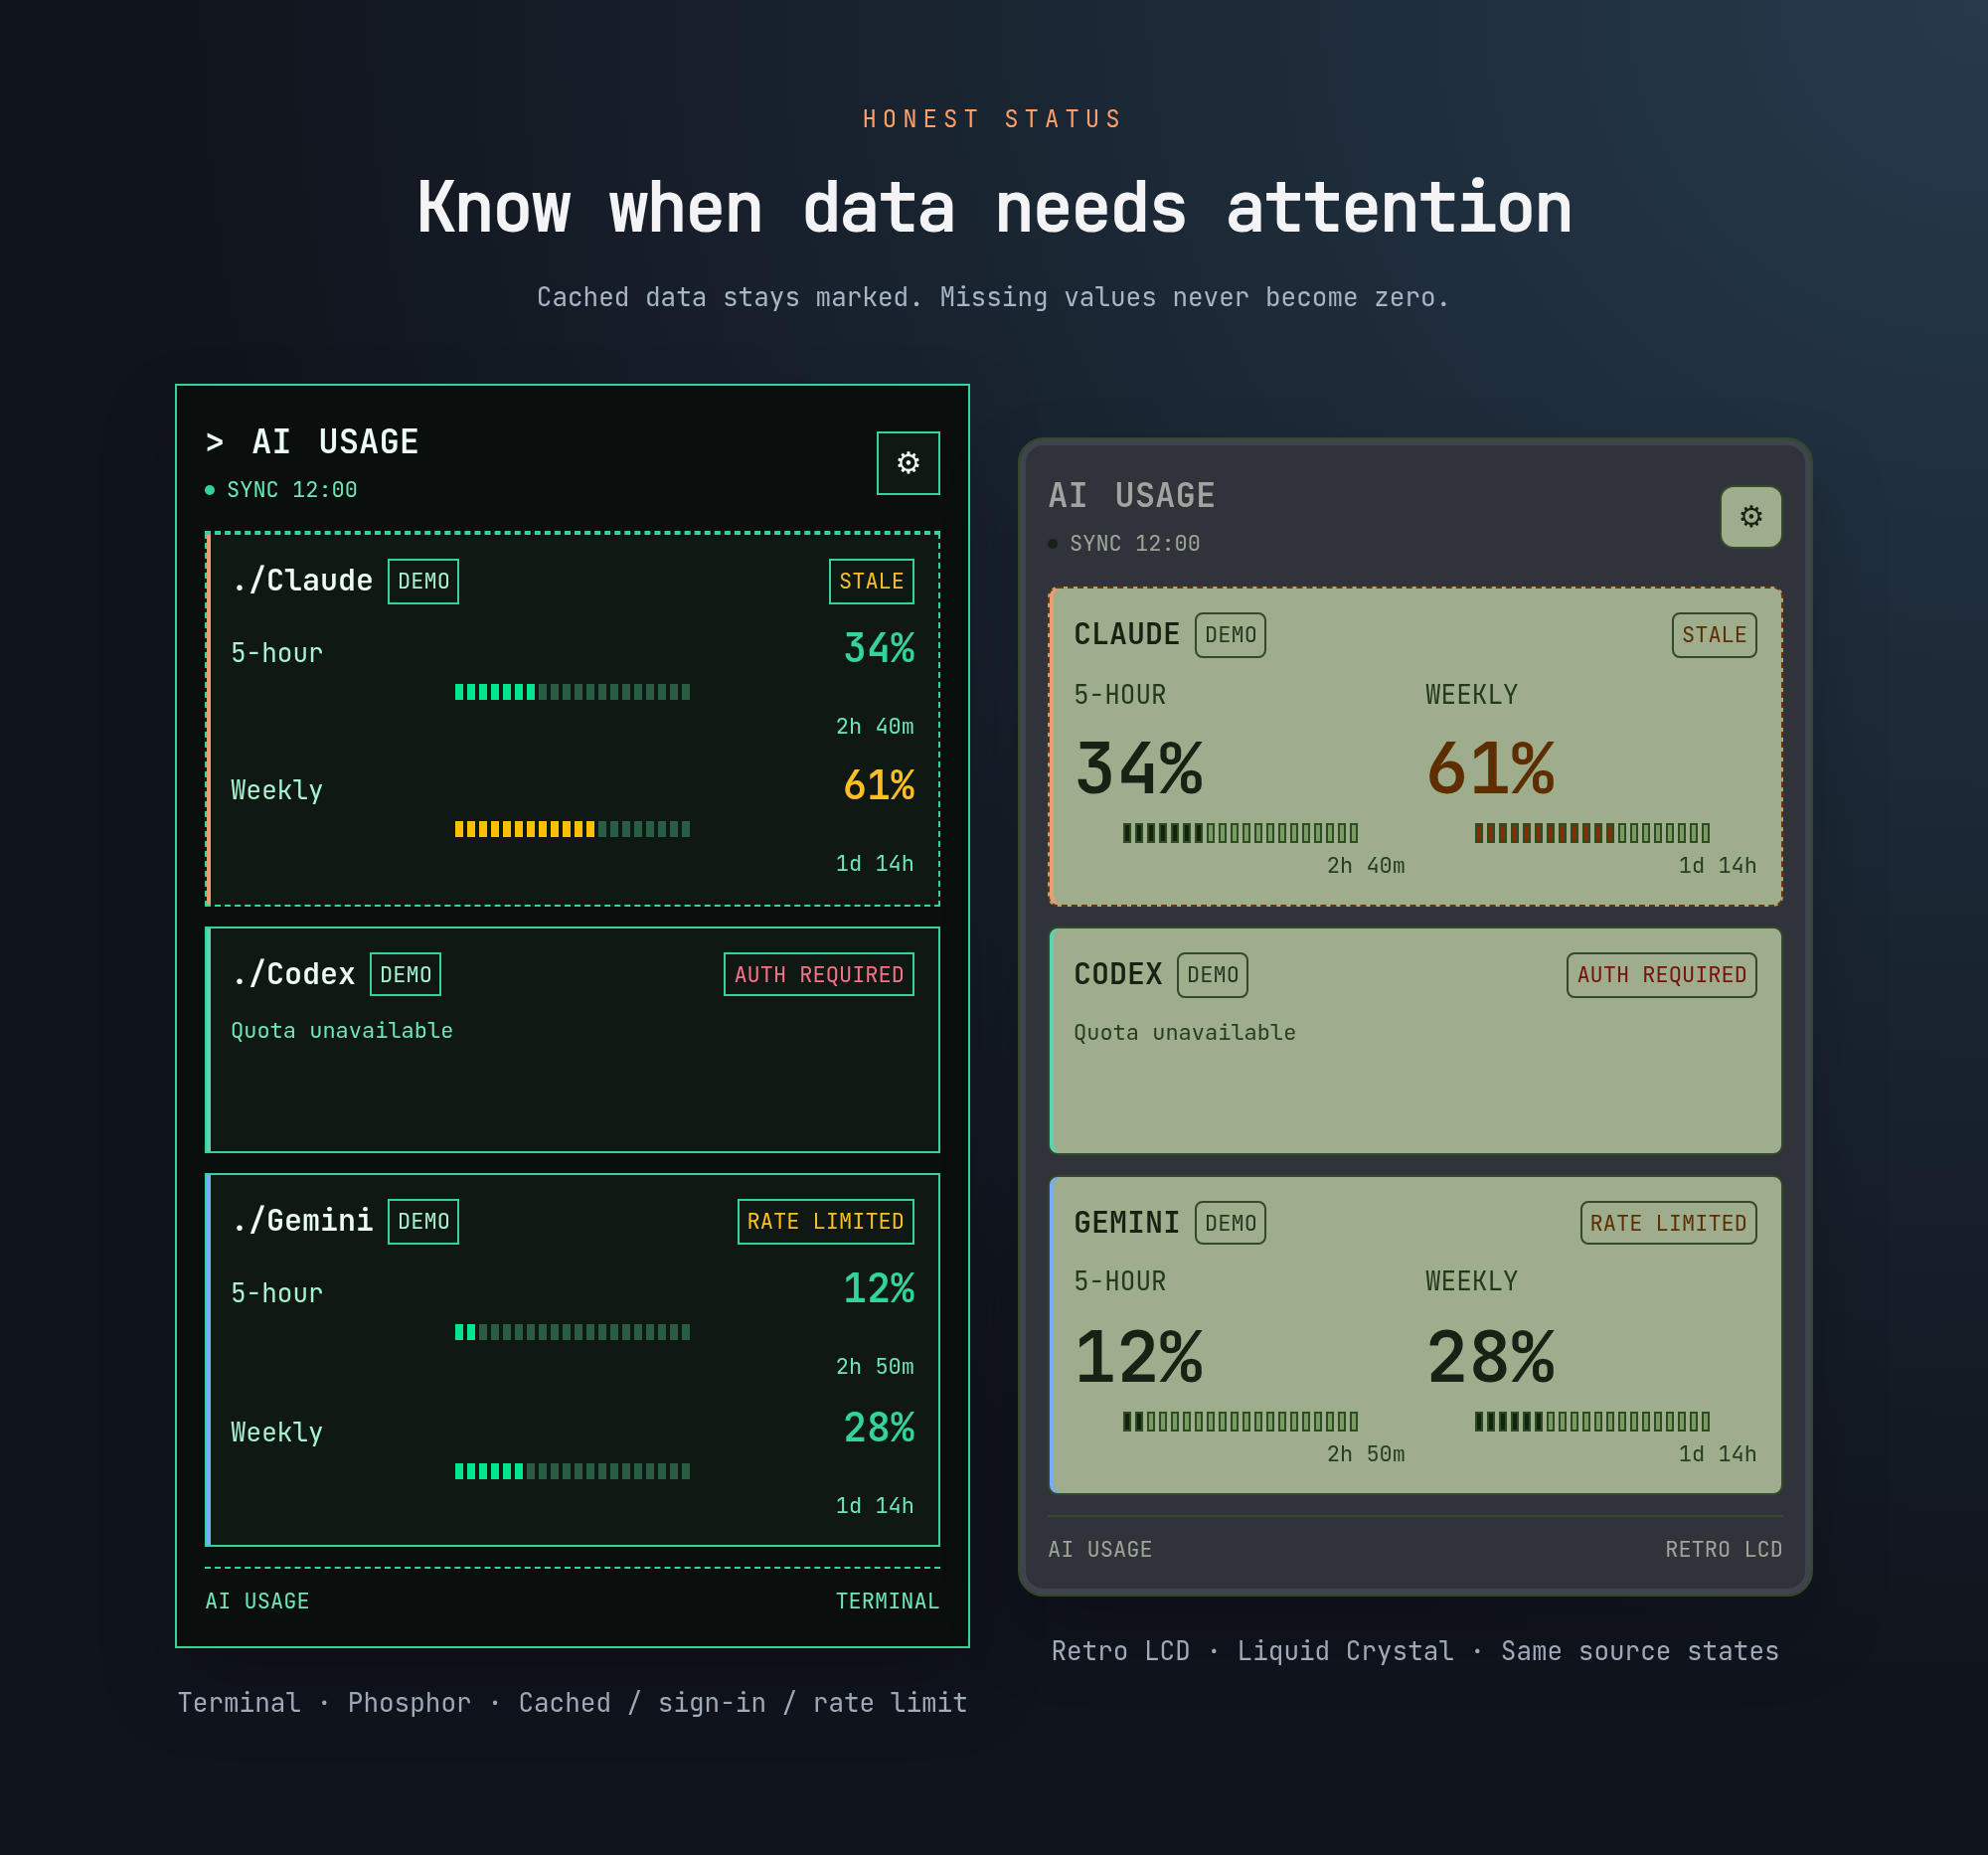 HONEST STATUS
Know when data needs attention
Cached data stays marked. Missing values never become zero.
> AI USAGE
SYNC 12:00
./Claude DEMO STALE
5-hour 34%
2h 40m
Weekly 61%
1d 14h
./Codex DEMO AUTH REQUIRED
Quota unavailable
./Gemini DEMO RATE LIMITED
5-hour 12%
2h 50m
Weekly 28%
1d 14h
AI USAGE TERMINAL
Terminal · Phosphor · Cached / sign-in / rate limit
AI USAGE
SYNC 12:00
CLAUDE DEMO STALE
5-HOUR WEEKLY
34% 61%
2h 40m 1d 14h
CODEX DEMO AUTH REQUIRED
Quota unavailable
GEMINI DEMO RATE LIMITED
5-HOUR WEEKLY
12% 28%
2h 50m 1d 14h
AI USAGE RETRO LCD
Retro LCD · Liquid Crystal · Same source states